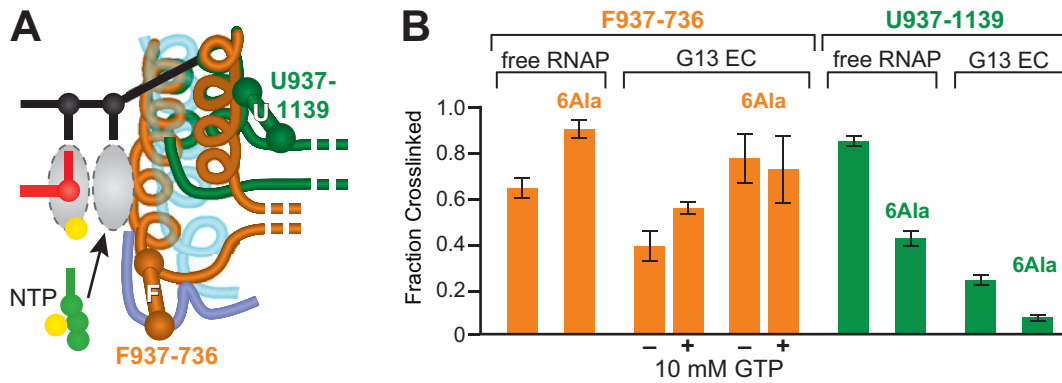 A
U937-
1139
U
NTP
F
F937-736
B
F937-736
U937-1139
free RNAP
G13 EC
free RNAP
G13 EC
6Ala
6Ala
6Ala
6Ala
Fraction Crosslinked
1.0
0.8
0.6
0.4
0.2
0
– + – +
10 mM GTP